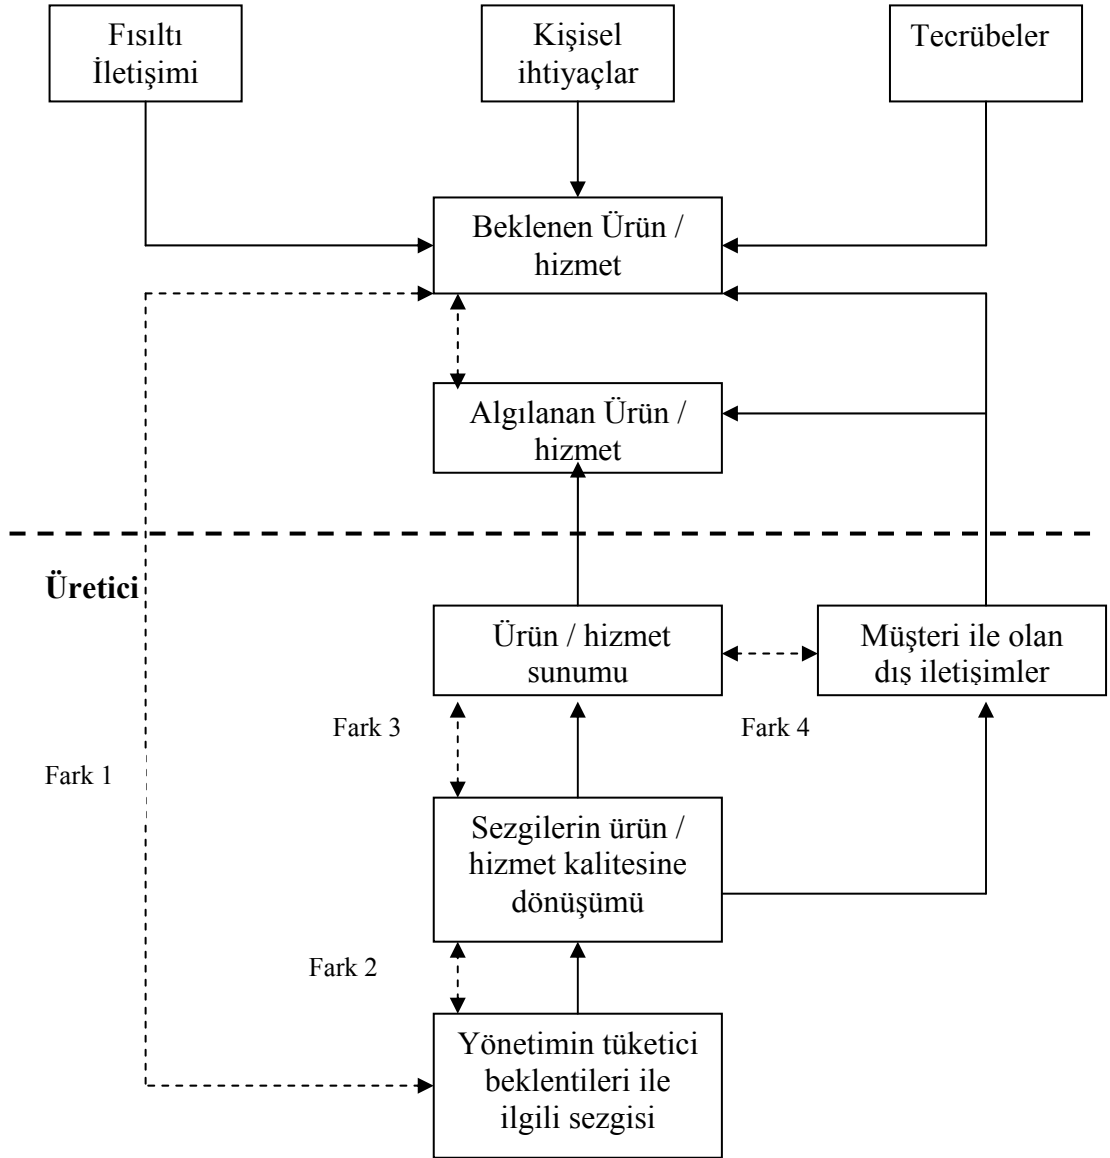 Fısıltı
İletişimi
Kişisel
ihtiyaçlar
Tecrübeler
Beklenen Ürün /
hizmet
Algılanan Ürün /
hizmet
Üretici
Ürün / hizmet
sunumu
Müşteri ile olan
dış iletişimler
Fark 3
Fark 4
Fark 1
Sezgilerin ürün /
hizmet kalitesine
dönüşümü
Fark 2
Yönetimin tüketici
beklentileri ile
ilgili sezgisi